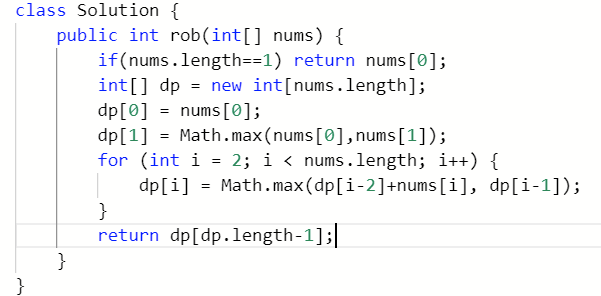 class Solution {
    public int rob(int[] nums) {
        if(nums.length==1) return nums[0];
        int[] dp = new int[nums.length];
        dp[0] = nums[0];
        dp[1] = Math.max(nums[0],nums[1]);
        for (int i = 2; i < nums.length; i++) {
            dp[i] = Math.max(dp[i-2]+nums[i], dp[i-1]);
        }
        return dp[dp.length-1];
    }
}